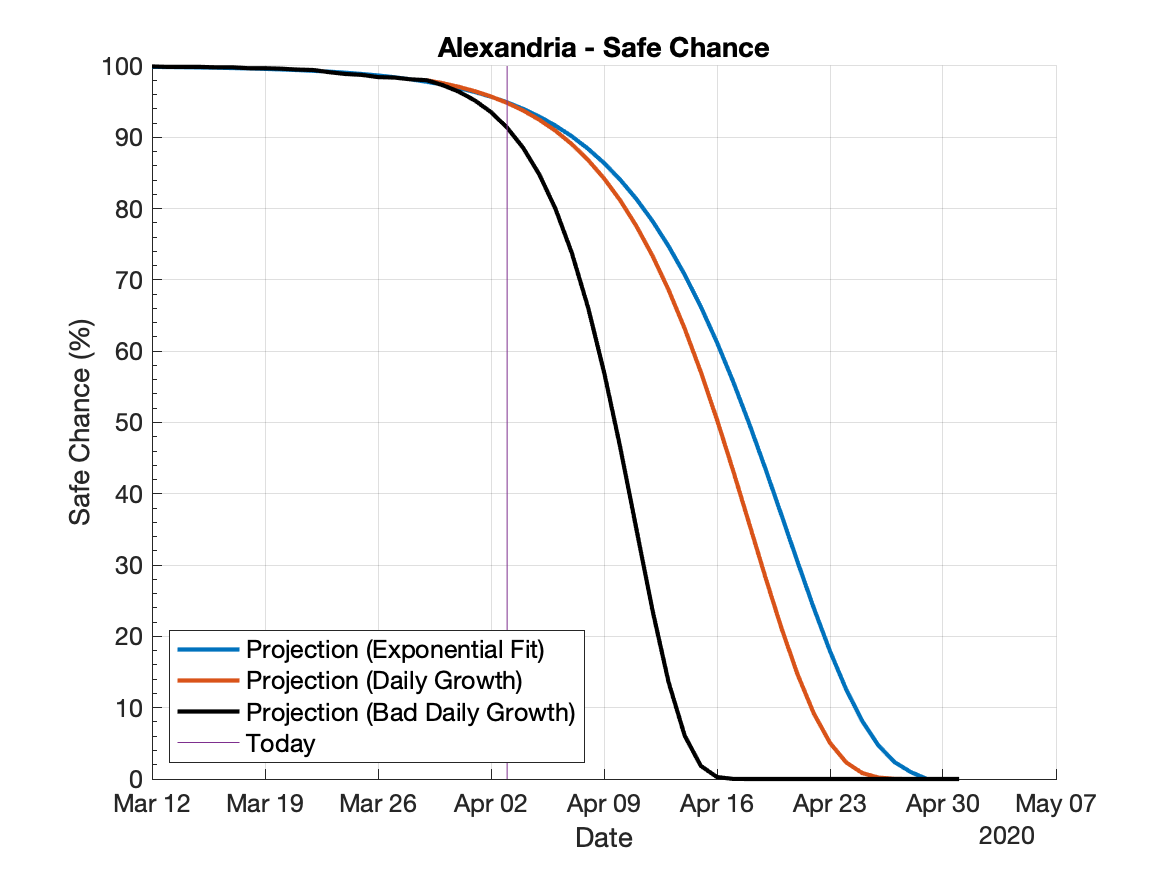 Alexandria - Safe Chance
100
90
80
70
60
50
40
30
20
10
0
Safe Chance (%)
Projection (Exponential Fit)
Projection (Daily Growth)
Projection (Bad Daily Growth)
Today
Mar 12 Mar 19 Mar 26 Apr 02 Apr 09 Apr 16 Apr 23 Apr 30 May 07
Date
2020